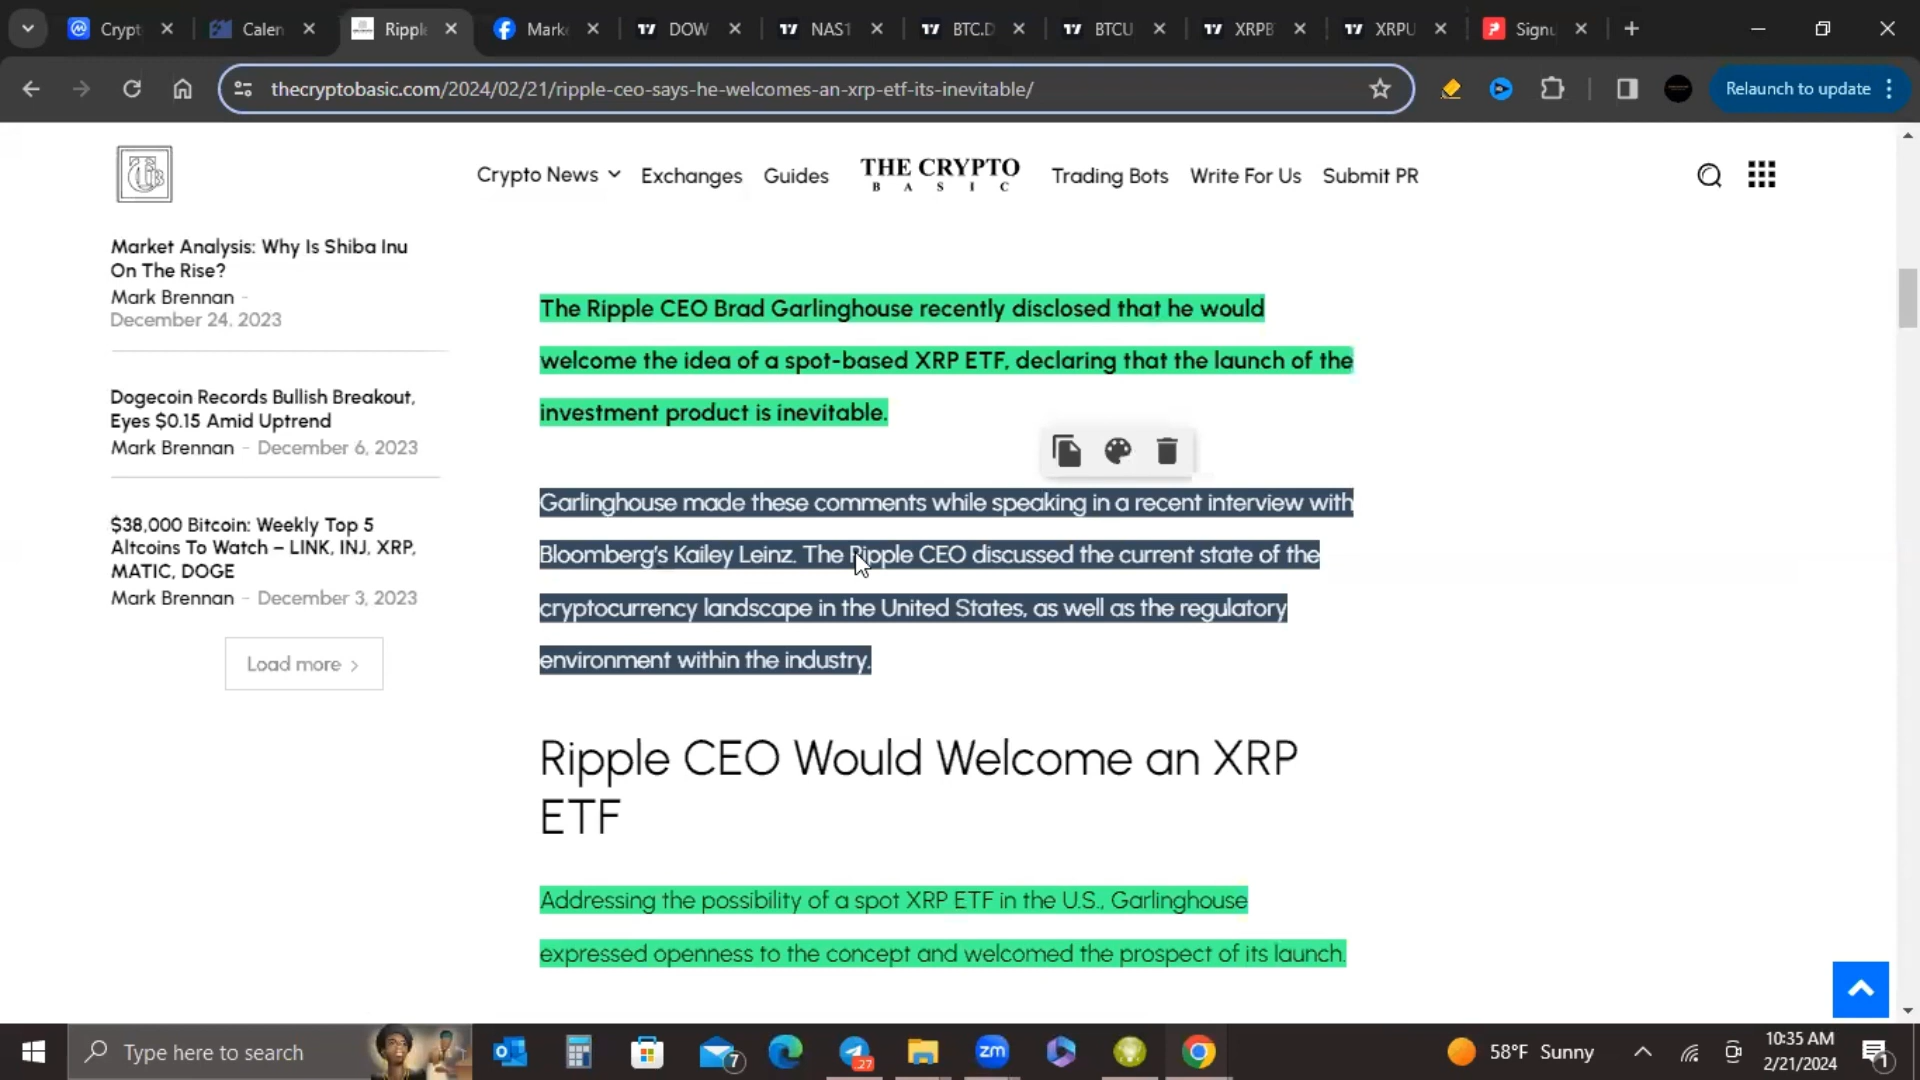 Crypt
Calen
Ripple
Mark
DOW
NAS1
BTC.D
BTCU
XRPB
XRPU
Signu
thecryptobasic.com/2024/02/21/ripple-ceo-says-he-welcomes-an-xrp-etf-its-inevitable/
Relaunch to update
Crypto News
Exchanges
Guides
THE CRYPTO
BASIC
Trading Bots
Write For Us
Submit PR
Market Analysis: Why Is Shiba Inu
On The Rise?
Mark Brennan -
December 24, 2023
Dogecoin Records Bullish Breakout,
Eyes $0.15 Amid Uptrend
Mark Brennan - December 6, 2023
$38,000 Bitcoin: Weekly Top 5
Altcoins To Watch – LINK, INJ, XRP,
MATIC, DOGE
Mark Brennan - December 3, 2023
Load more
The Ripple CEO Brad Garlinghouse recently disclosed that he would
welcome the idea of a spot-based XRP ETF, declaring that the launch of the
investment product is inevitable.
Garlinghouse made these comments while speaking in a recent interview with
Bloomberg's Kailey Leinz. The Ripple CEO discussed the current state of the
cryptocurrency landscape in the United States, as well as the regulatory
environment within the industry.
Ripple CEO Would Welcome an XRP
ETF
Addressing the possibility of a spot XRP ETF in the U.S., Garlinghouse
expressed openness to the concept and welcomed the prospect of its launch.
Type here to search
7
27
zm
58°F Sunny
10:35 AM
2/21/2024
1